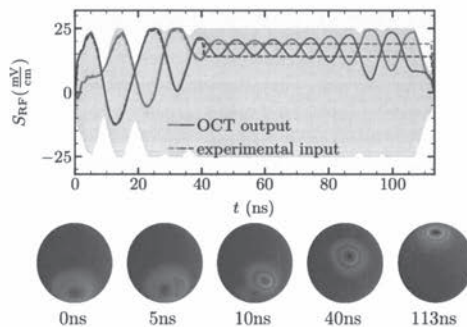 25
0
−25
S_RF(mV/cm)
OCT output
experimental input
0 20 40 60 80 100
t (ns)
0ns 5ns 10ns 40ns 113ns